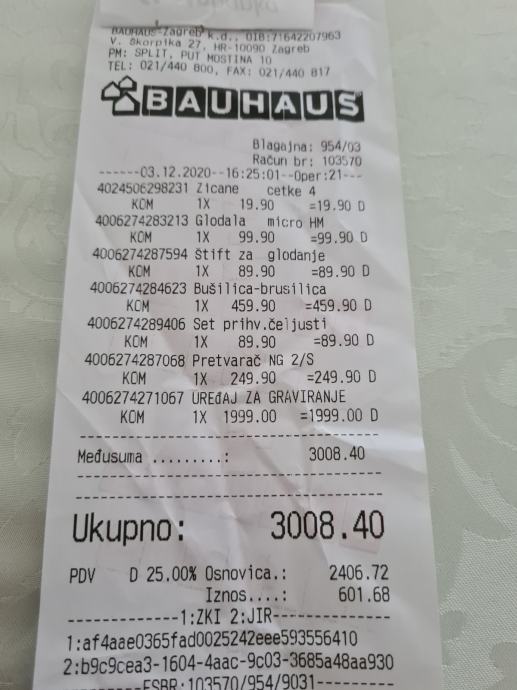 BAUHAUS-Zagreb k.d., OIB:71642207963
V. Škorpika 27, HR-10090 Zagreb
PM: SPLIT, PUT MOSTINA 10
TEL: 021/440 800, FAX: 021/440 817
BAUHAUS
Blagajna: 954/03
Račun br: 103570
------03.12.2020--16:25:01--Oper:21---
4024506298231 Zicane cetke 4
KOM 1X 19.90 =19.90 D
4006274283213 Glodala micro HM
KOM 1X 99.90 =99.90 D
4006274287594 Štift za glodanje
KOM 1X 89.90 =89.90 D
4006274284623 Bušilica-brusilica
KOM 1X 459.90 =459.90 D
4006274289406 Set prihv.čeljusti
KOM 1X 89.90 =89.90 D
4006274287068 Pretvarač NG 2/S
KOM 1X 249.90 =249.90 D
4006274271067 UREđAJ ZA GRAVIRANJE
KOM 1X 1999.00 =1999.00 D
Međusuma .........: 3008.40
Ukupno: 3008.40
PDV D 25.00% Osnovica.: 2406.72
Iznos....: 601.68
-------------1:ZKI 2:JIR-------------
1:af4aae0365fad0025242eee593556410
2:b9c9cea3-1604-4aac-9c03-3685a48aa930
---------ESBR:103570/954/9031---------